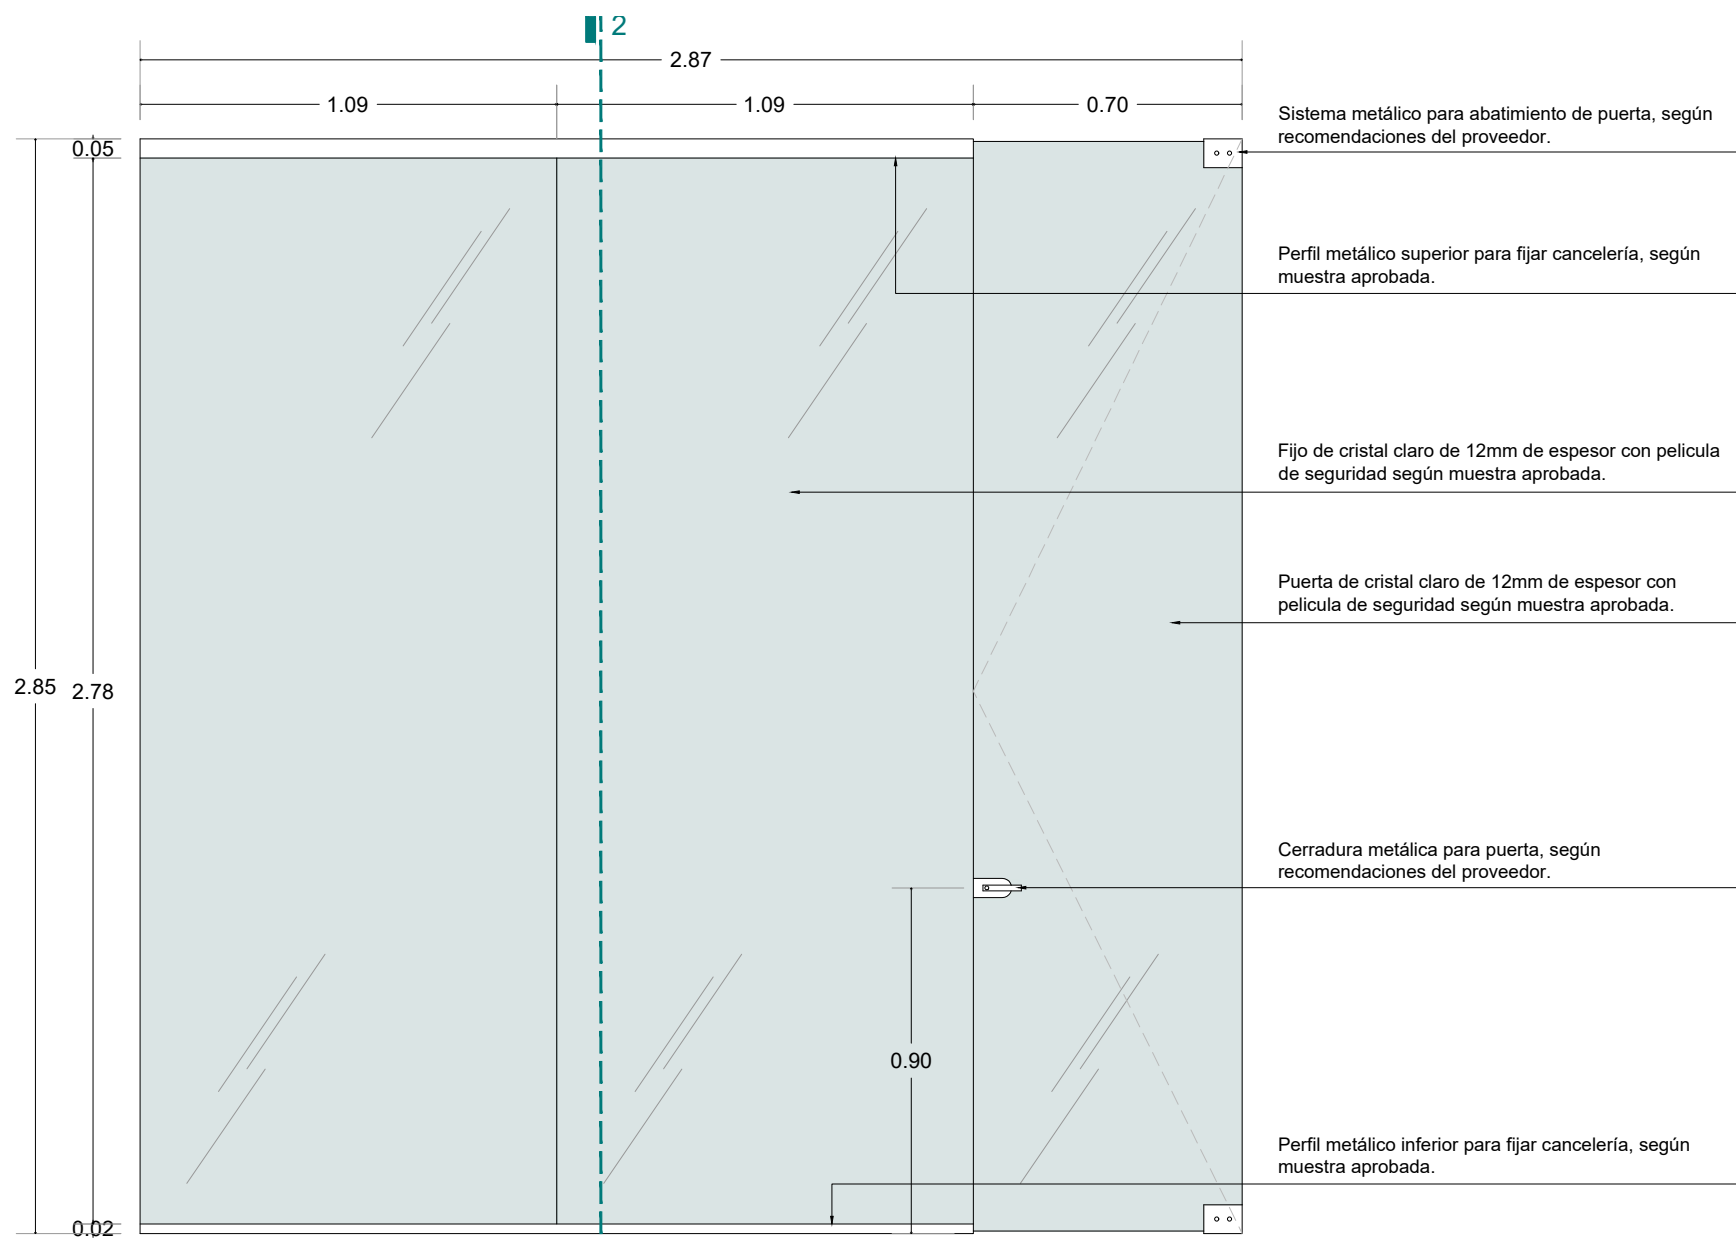 2
2.87
1.09
1.09
0.70
Sistema metálico para abatimiento de puerta, según
recomendaciones del proveedor.
0.05
Perfil metálico superior para fijar cancelería, según
muestra aprobada.
Fijo de cristal claro de 12mm de espesor con pelicula
de seguridad según muestra aprobada.
Puerta de cristal claro de 12mm de espesor con
pelicula de seguridad según muestra aprobada.
2.85
2.78
Cerradura metálica para puerta, según
recomendaciones del proveedor.
0.90
Perfil metálico inferior para fijar cancelería, según
muestra aprobada.
0.02